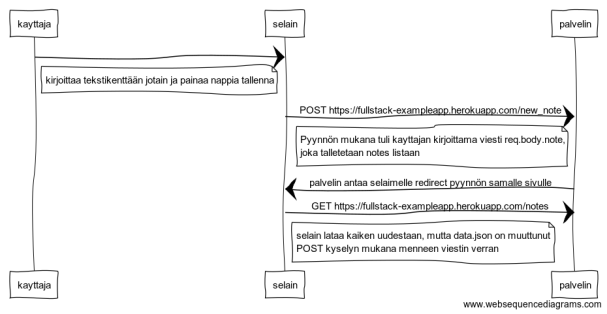 kayttaja
selain
palvelin
kirjoittaa tekstikenttään jotain ja painaa nappia tallenna
POST https://fullstack-exampleapp.herokuapp.com/new_note
Pyynnön mukana tuli kayttajan kirjoittama viesti req.body.note,
joka talletetaan notes listaan
palvelin antaa selaimelle redirect pyynnön samalle sivulle
GET https://fullstack-exampleapp.herokuapp.com/notes
selain lataa kaiken uudestaan, mutta data.json on muuttunut
POST kyselyn mukana menneen viestin verran
kayttaja
selain
palvelin
www.websequencediagrams.com